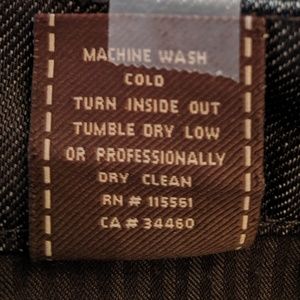 MACHINE WASH
COLD
TURN INSIDE OUT
TUMBLE DRY LOW
OR PROFESSIONALLY
DRY CLEAN
RN # 115561
CA # 34460